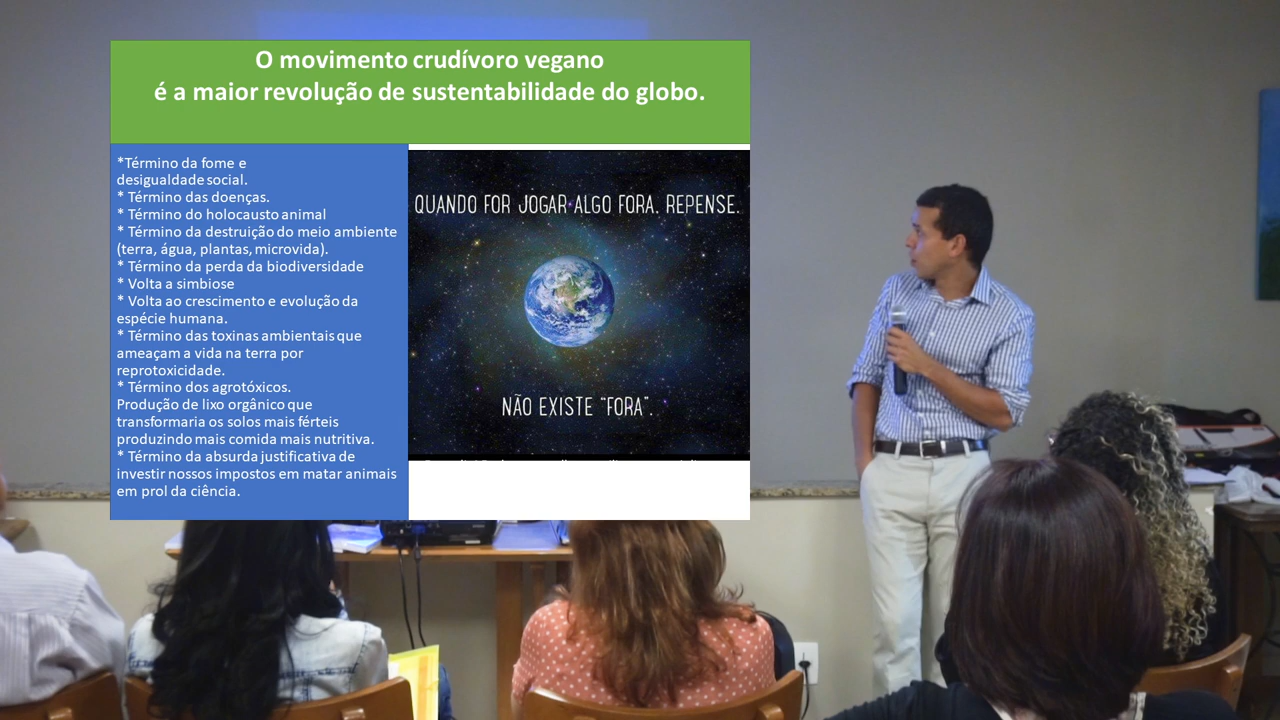 O movimento crudívoro vegano
é a maior revolução de sustentabilidade do globo.
*Término da fome e
desigualdade social.
* Término das doenças.
* Término do holocausto animal
* Término da destruição do meio ambiente
(terra, água, plantas, microvida).
* Término da perda da biodiversidade
* Volta a simbiose
* Volta ao crescimento e evolução da
espécie humana.
* Término das toxinas ambientais que
ameaçam a vida na terra por
reprotoxicidade.
* Término dos agrotóxicos.
Produção de lixo orgânico que
transformaria os solos mais férteis
produzindo mais comida mais nutritiva.
* Término da absurda justificativa de
investir nossos impostos em matar animais
em prol da ciência.
QUANDO FOR JOGAR ALGO FORA. REPENSE.
NÃO EXISTE “FORA”.